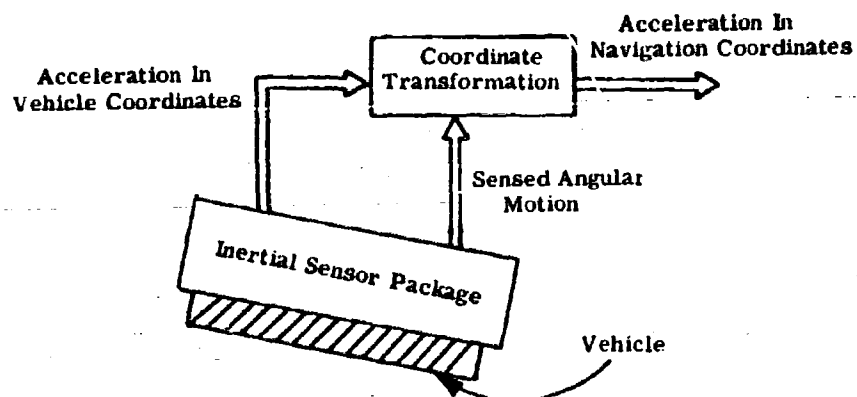 Acceleration In
Navigation Coordinates
Coordinate
Transformation
Acceleration In
Vehicle Coordinates
Sensed Angular
Motion
Inertial Sensor Package
Vehicle